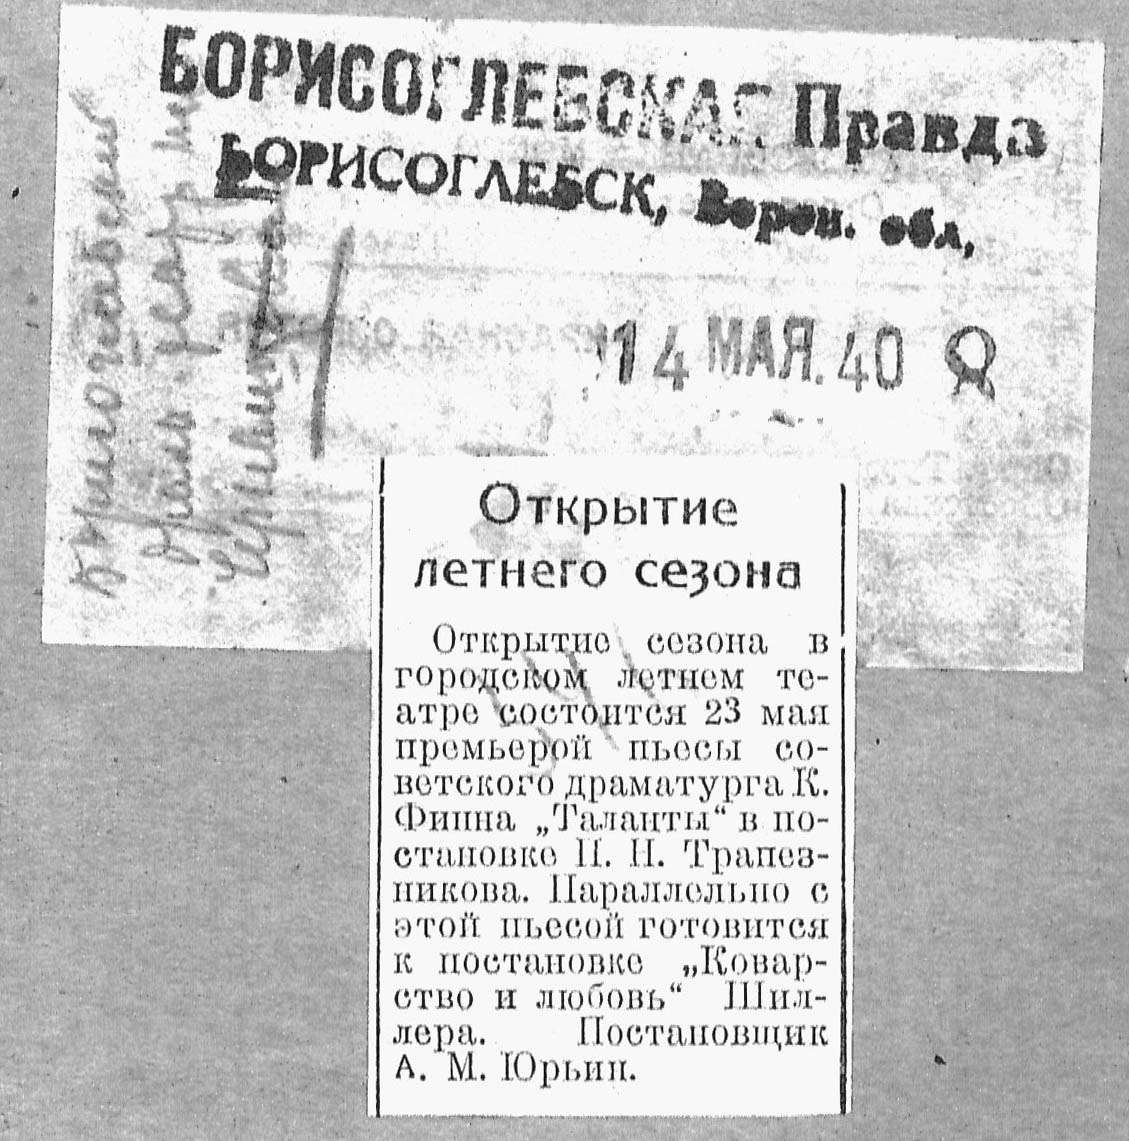 БОРИСОГЛЕБСКАЯ Правда
БОРИСОГЛЕБСК, Ворон. обл,
14 МАЯ. 40
Открытие
летнего сезона
Открытие сезона в
городском летнем те-
атре состоится 23 мая
премьерой пьесы со-
ветского драматурга К.
Финна „Таланты“ в по-
становке Н. Н. Трапез-
никова. Параллельно с
этой пьесой готовится
к постановке „Ковар-
ство и любовь“ Шил-
лера. Постановщик
А. М. Юрьин.